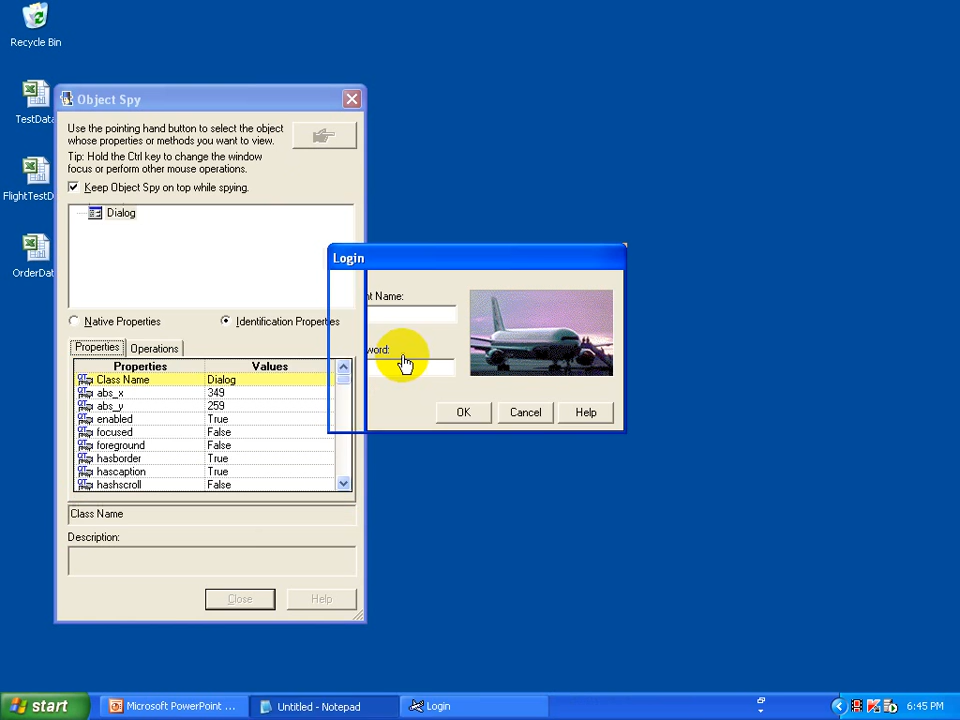 Recycle Bin
TestData
FlightTestD
OrderDat
Object Spy
Use the pointing hand button to select the object
whose properties or methods you want to view.
Tip: Hold the Ctrl key to change the window
focus or perform other mouse operations.
Keep Object Spy on top while spying.
Dialog
Native Properties
Identification Properties
Properties
Operations
Properties Values
Class Name Dialog
abs_x 349
abs_y 259
enabled True
focused False
foreground False
hasborder True
hascaption True
hashscroll False
Class Name
Description:
Close
Help
Login
nt Name:
word:
OK
Cancel
Help
start
Microsoft PowerPoint ...
Untitled - Notepad
Login
6:45 PM